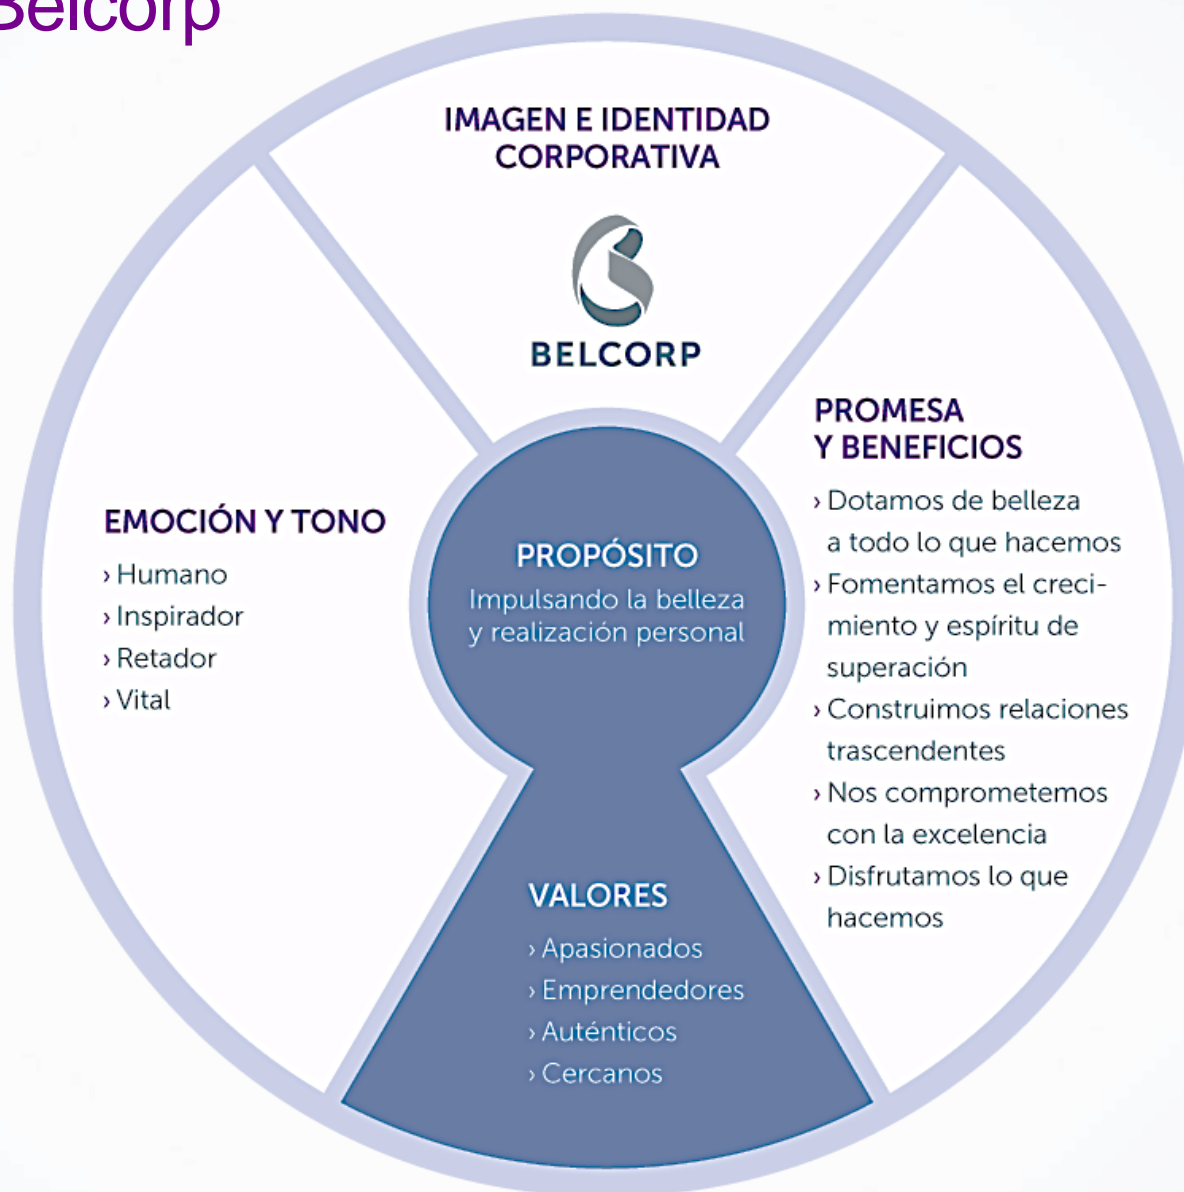 Belcorp
IMAGEN E IDENTIDAD
CORPORATIVA
BELCORP
EMOCIÓN Y TONO
› Humano
› Inspirador
› Retador
› Vital
PROPÓSITO
Impulsando la belleza
y realización personal
PROMESA
Y BENEFICIOS
› Dotamos de belleza
a todo lo que hacemos
› Fomentamos el creci-
miento y espíritu de
superación
› Construimos relaciones
trascendentes
› Nos comprometemos
con la excelencia
› Disfrutamos lo que
hacemos
VALORES
› Apasionados
› Emprendedores
› Auténticos
› Cercanos